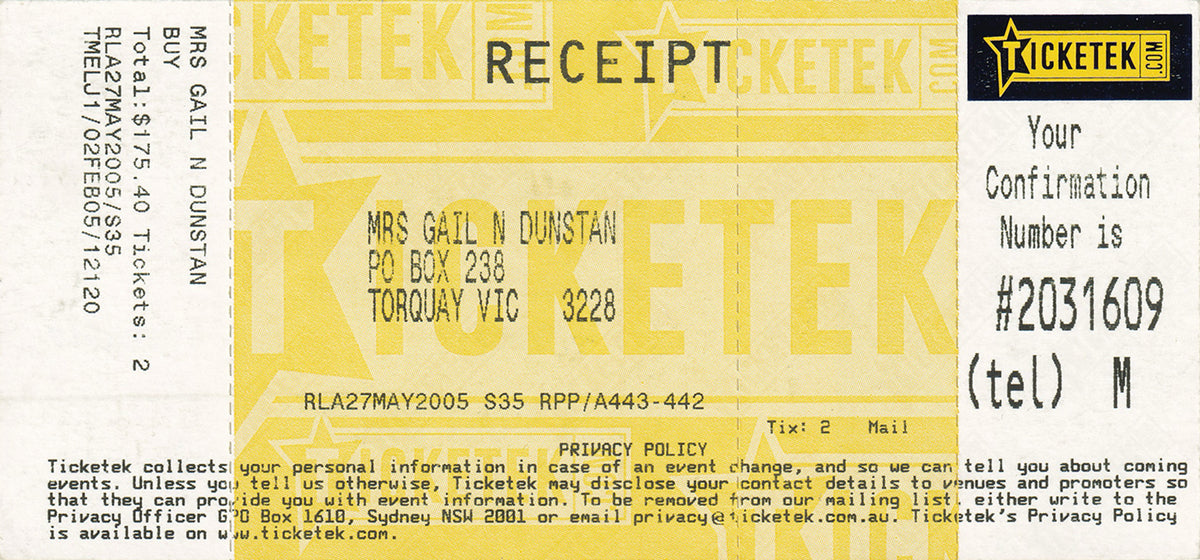 MRS GAIL N DUNSTAN
BUY
Total:$175.40 Tickets: 2
RLA27MAY2005/S35
TMELJ1/02FEB05/12120
TICKETEK
TICKETEK.COM
RECEIPT
TICKETEK
MRS GAIL N DUNSTAN
PO BOX 238
TORQUAY VIC 3228
RLA27MAY2005 S35 RPP/A443-442
Tix: 2 Mail
TICKETEK.COM
Your
Confirmation
Number is
#2031609
(tel) M
PRIVACY POLICY
Ticketek collects your personal information in case of an event change, and so we can tell you about coming
events. Unless you tell us otherwise, Ticketek may disclose your contact details to venues and promoters so
that they can provide you with event information. To be removed from our mailing list. either write to the
Privacy Officer GPO Box 1610, Sydney NSW 2001 or email privacy@ticketek.com.au. Ticketek's Privacy Policy
is available on www.ticketek.com.